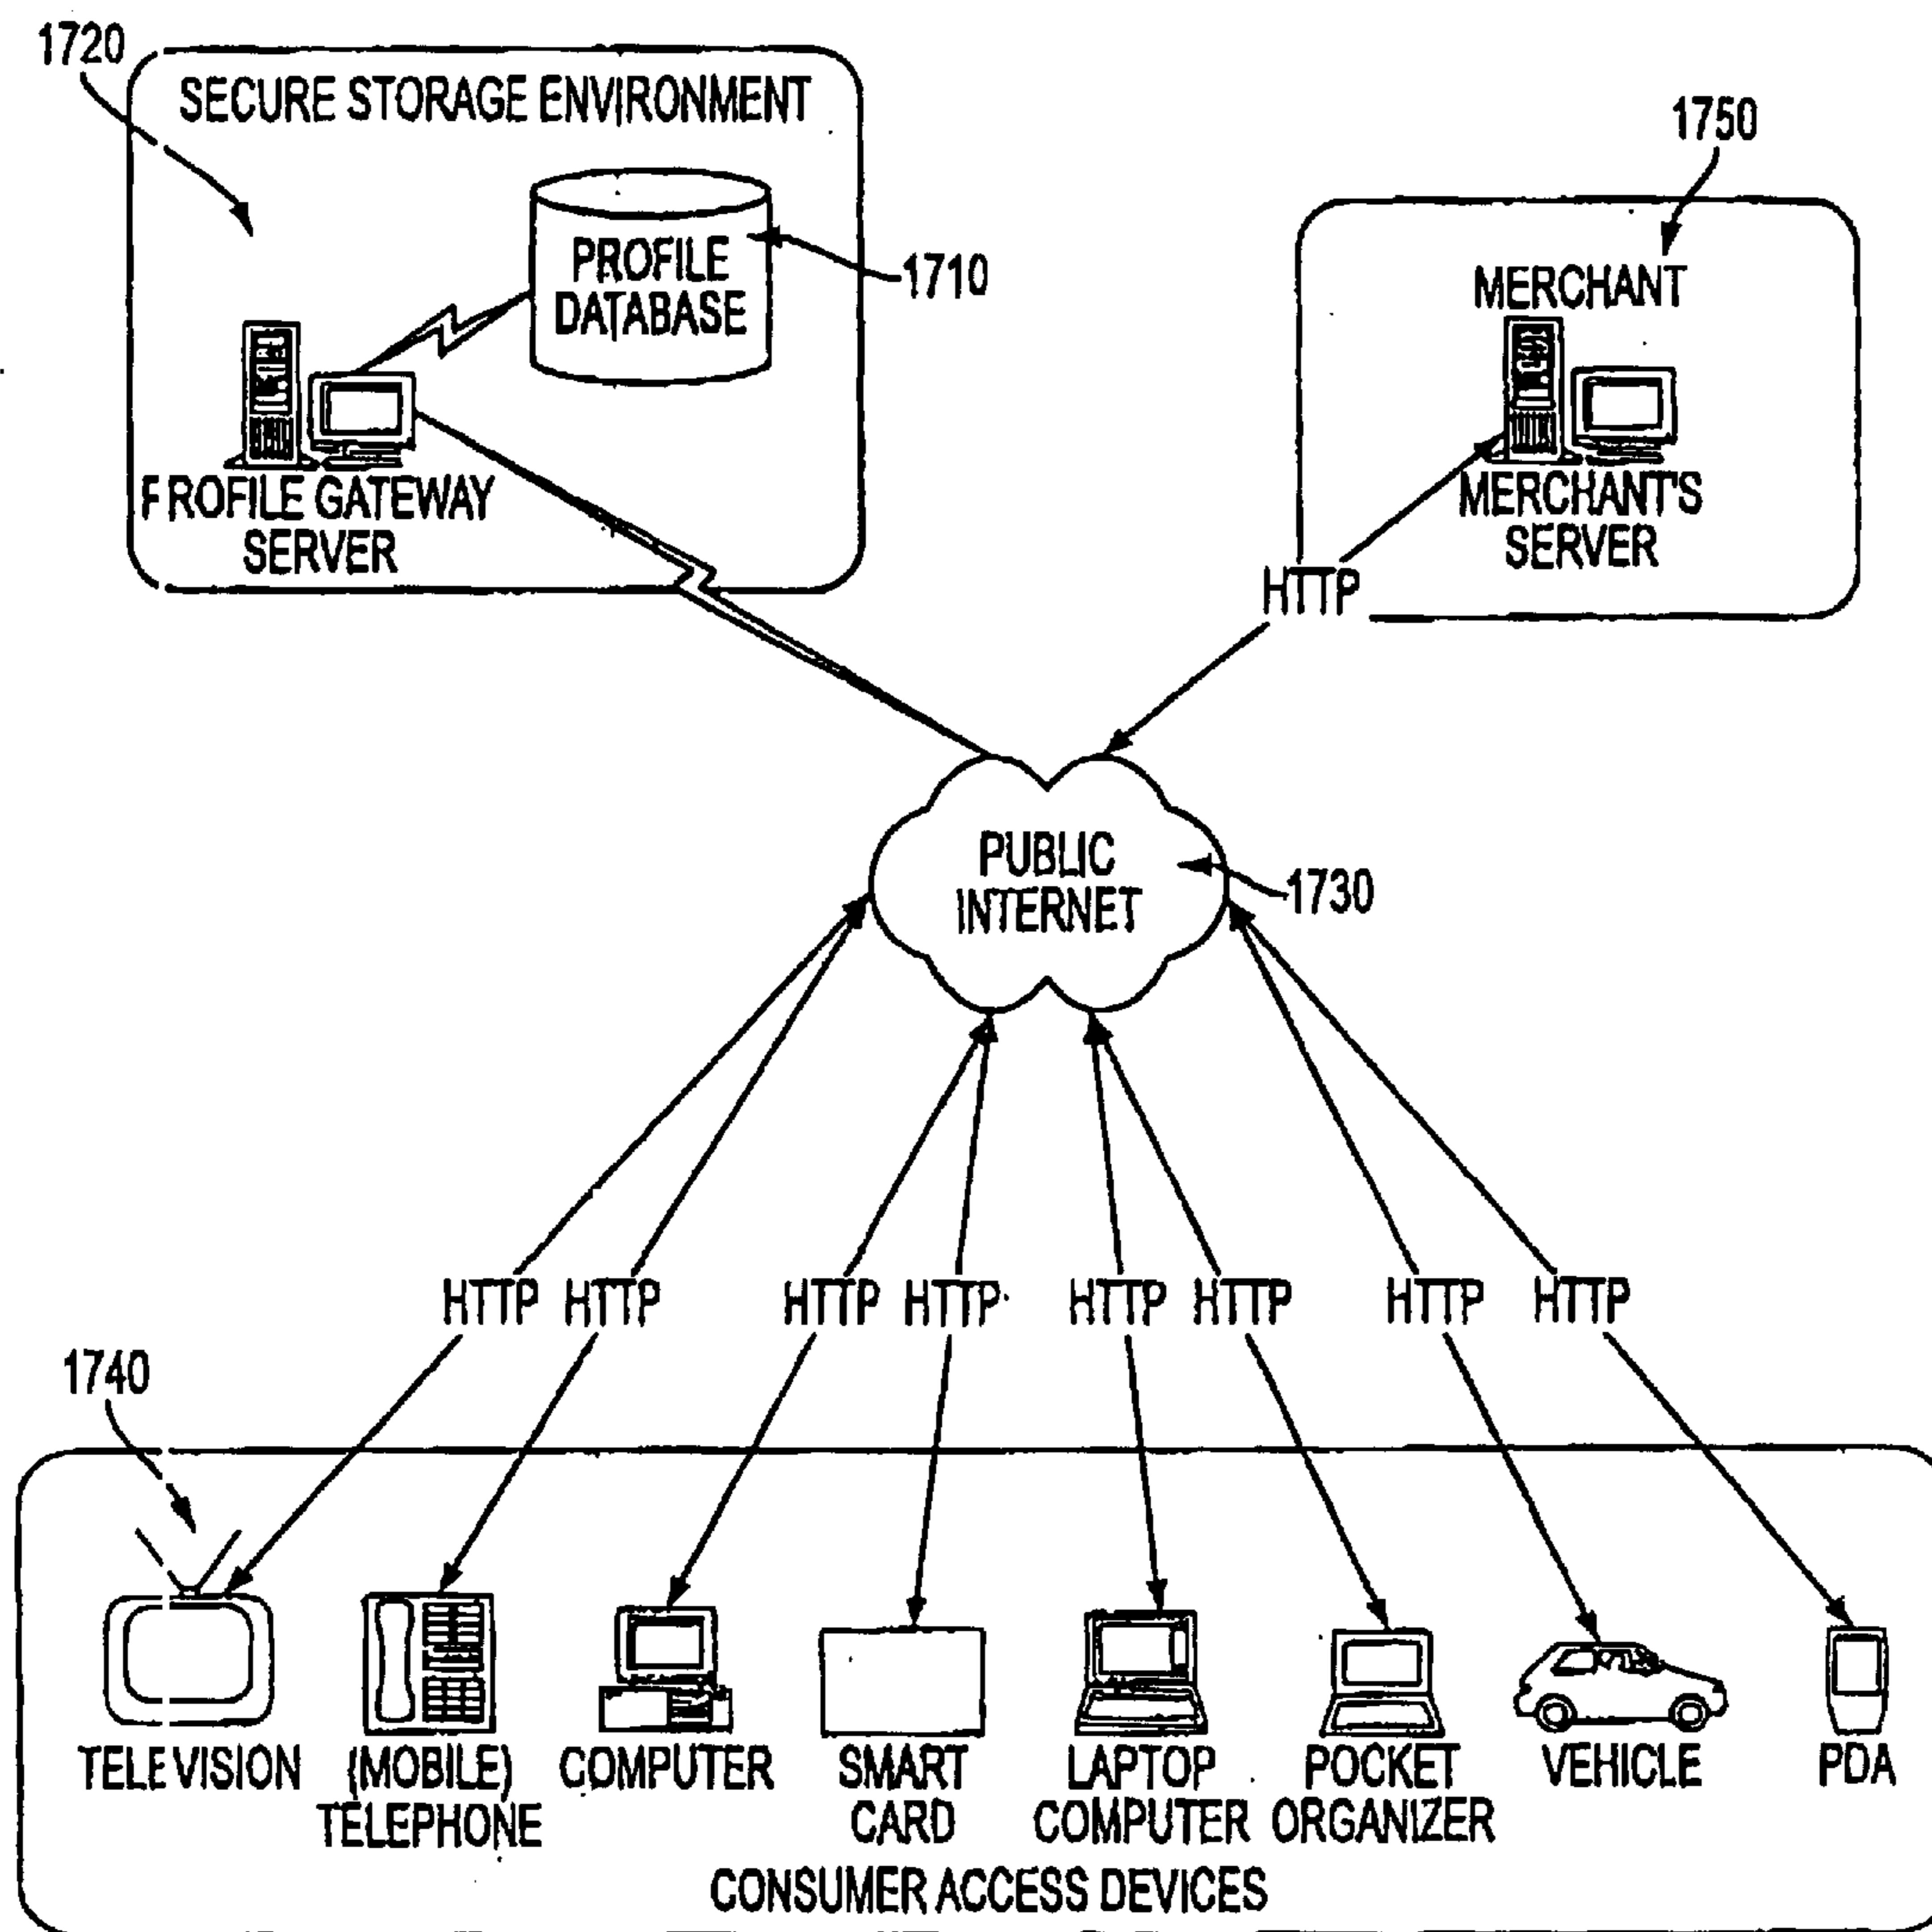 1720
SECURE STORAGE ENVIRONMENT
1750
PROFILE
DATABASE
1710
MERCHANT
FROFILE GATEWAY
SERVER
MERCHANT'S
SERVER
HTTP
PUBLIC
INTERNET
1730
HTTP HTTP HTTP HTTP HTTP HTTP HTTP HTTP
1740
TELEVISION (MOBILE) COMPUTER SMART LAPTOP POCKET VEHICLE PDA
TELEPHONE CARD COMPUTER ORGANIZER
CONSUMER ACCESS DEVICES